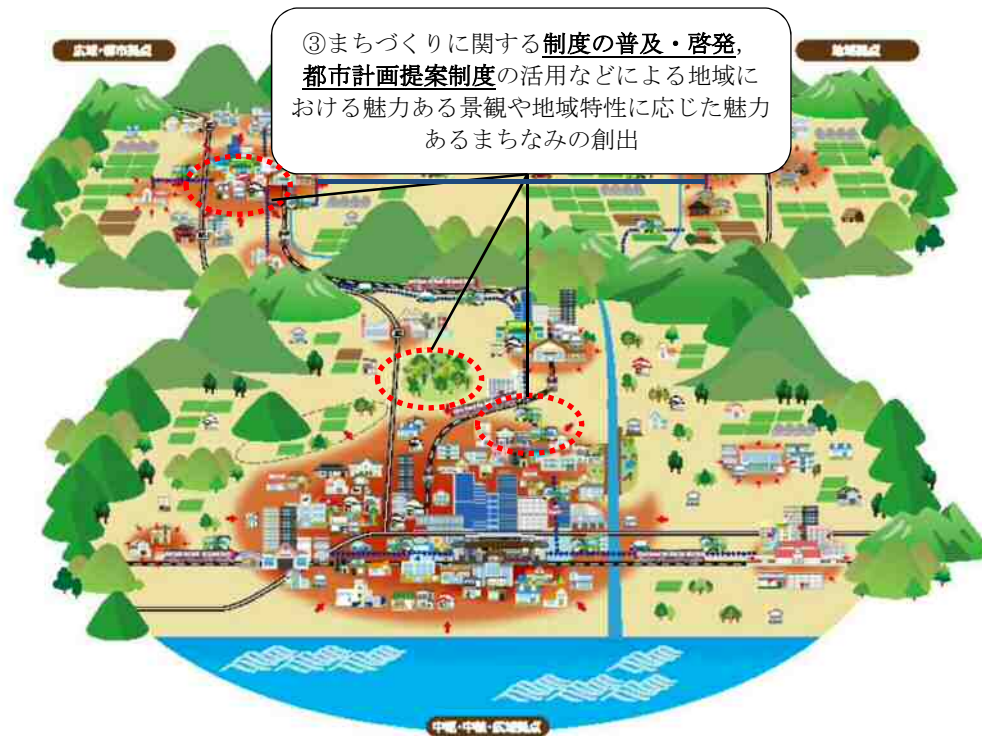 広域・都市拠点
③まちづくりに関する制度の普及・啓発,
都市計画提案制度の活用などによる地域に
おける魅力ある景観や地域特性に応じた魅力
あるまちなみの創出
地域拠点
中枢・中核・広域拠点